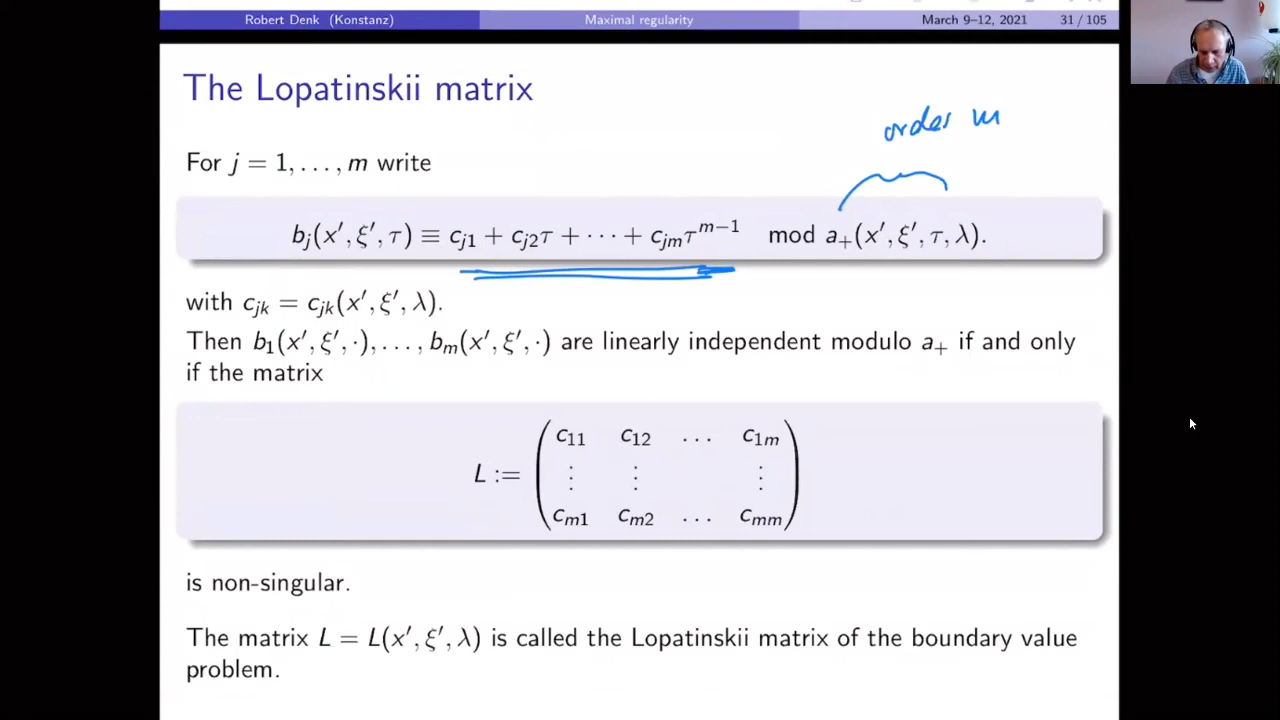 Robert Denk (Konstanz) Maximal regularity March 9–12, 2021 31 / 105
The Lopatinskii matrix
order m
For j = 1, . . . , m write
b_j(x′, ξ′, τ) ≡ c_{j1} + c_{j2}τ + ··· + c_{jm}τ^{m−1} mod a_+(x′, ξ′, τ, λ).
with c_{jk} = c_{jk}(x′, ξ′, λ).
Then b_1(x′, ξ′, ·), . . . , b_m(x′, ξ′, ·) are linearly independent modulo a_+ if and only
if the matrix
c_{11} c_{12} . . . c_{1m}
L := ⋮ ⋮ ⋮
c_{m1} c_{m2} . . . c_{mm}
is non-singular.
The matrix L = L(x′, ξ′, λ) is called the Lopatinskii matrix of the boundary value
problem.